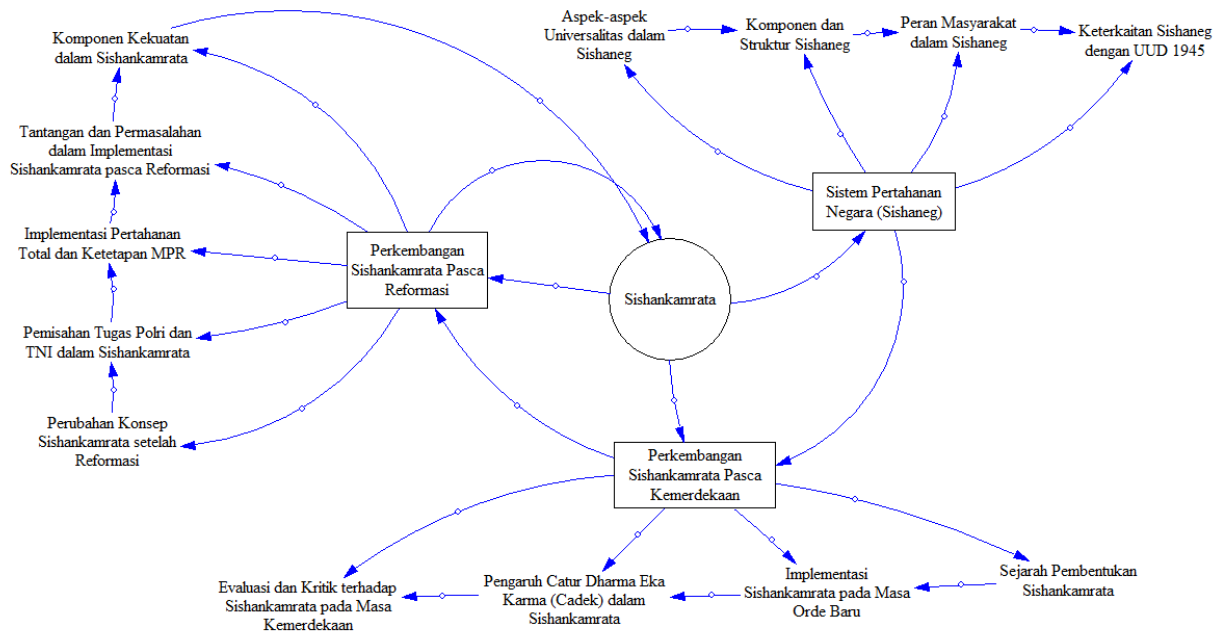 Komponen Kekuatan
dalam Sishankamrata
Aspek-aspek
Universalitas dalam
Sishaneg
Komponen dan
Struktur Sishaneg
Peran Masyarakat
dalam Sishaneg
Keterkaitan Sishaneg
dengan UUD 1945
Tantangan dan Permasalahan
dalam Implementasi
Sishankamrata pasca Reformasi
Sistem Pertahanan
Negara (Sishaneg)
Implementasi Pertahanan
Total dan Ketetapan MPR
Perkembangan
Sishankamrata Pasca
Reformasi
Sishankamrata
Pemisahan Tugas Polri dan
TNI dalam Sishankamrata
Perubahan Konsep
Sishankamrata setelah
Reformasi
Perkembangan
Sishankamrata Pasca
Kemerdekaan
Evaluasi dan Kritik terhadap
Sishankamrata pada Masa
Kemerdekaan
Pengaruh Catur Dharma Eka
Karma (Cadek) dalam
Sishankamrata
Implementasi
Sishankamrata pada Masa
Orde Baru
Sejarah Pembentukan
Sishankamrata